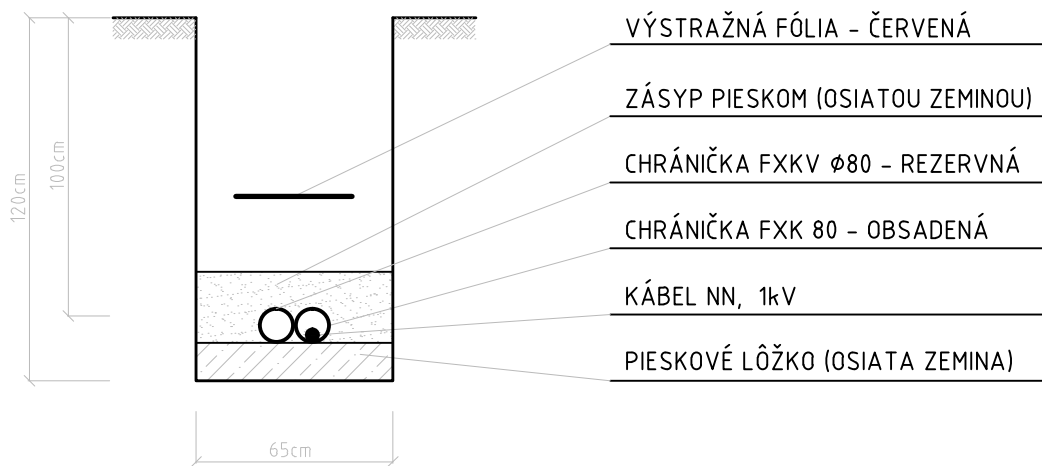 VÝSTRAŽNÁ FÓLIA - ČERVENÁ
ZÁSYP PIESKOM (OSIATOU ZEMINOU)
CHRÁNIČKA FXKV Ø80 - REZERVNÁ
CHRÁNIČKA FXK 80 - OBSADENÁ
KÁBEL NN, 1kV
PIESKOVÉ LÔŽKO (OSIATA ZEMINA)
120cm
100cm
65cm